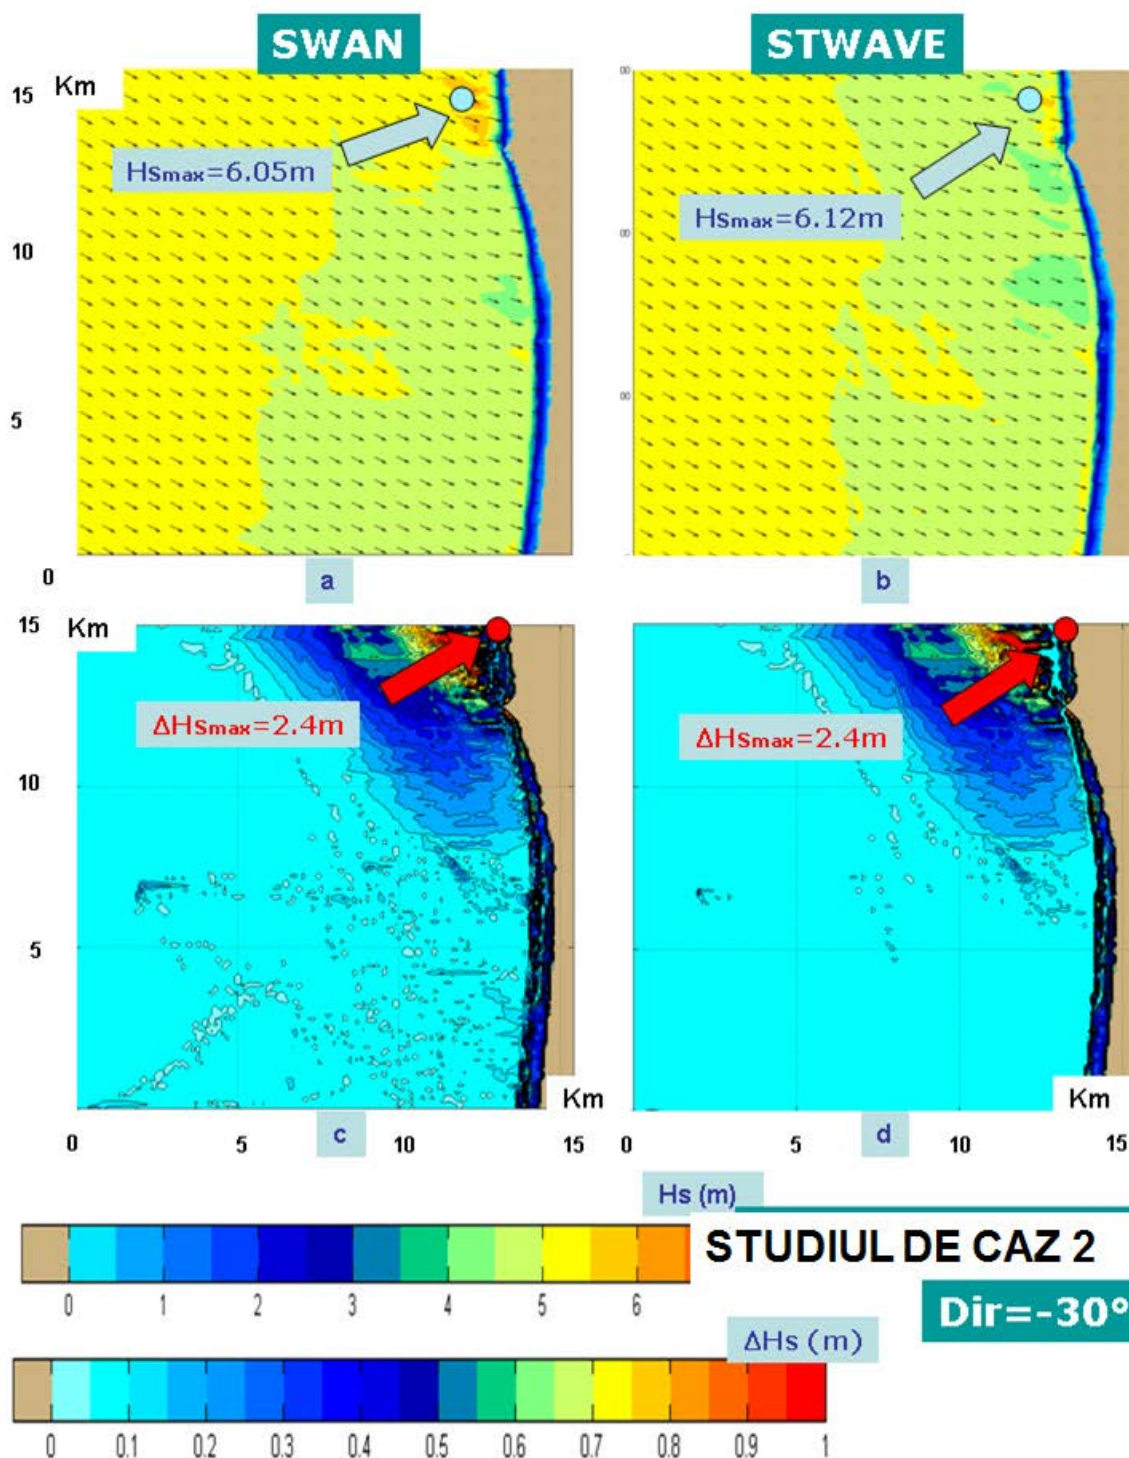 SWAN
STWAVE
15 Km
Hsmax=6.05m
Hsmax=6.12m
10
5
0
a
b
15 Km
ΔHsmax=2.4m
ΔHsmax=2.4m
10
5
Km
Km
0 5 c 10 15
0 5 d 10 15
Hs (m)
STUDIUL DE CAZ 2
0 1 2 3 4 5 6
Dir=-30°
ΔHs (m)
0 0.1 0.2 0.3 0.4 0.5 0.6 0.7 0.8 0.9 1